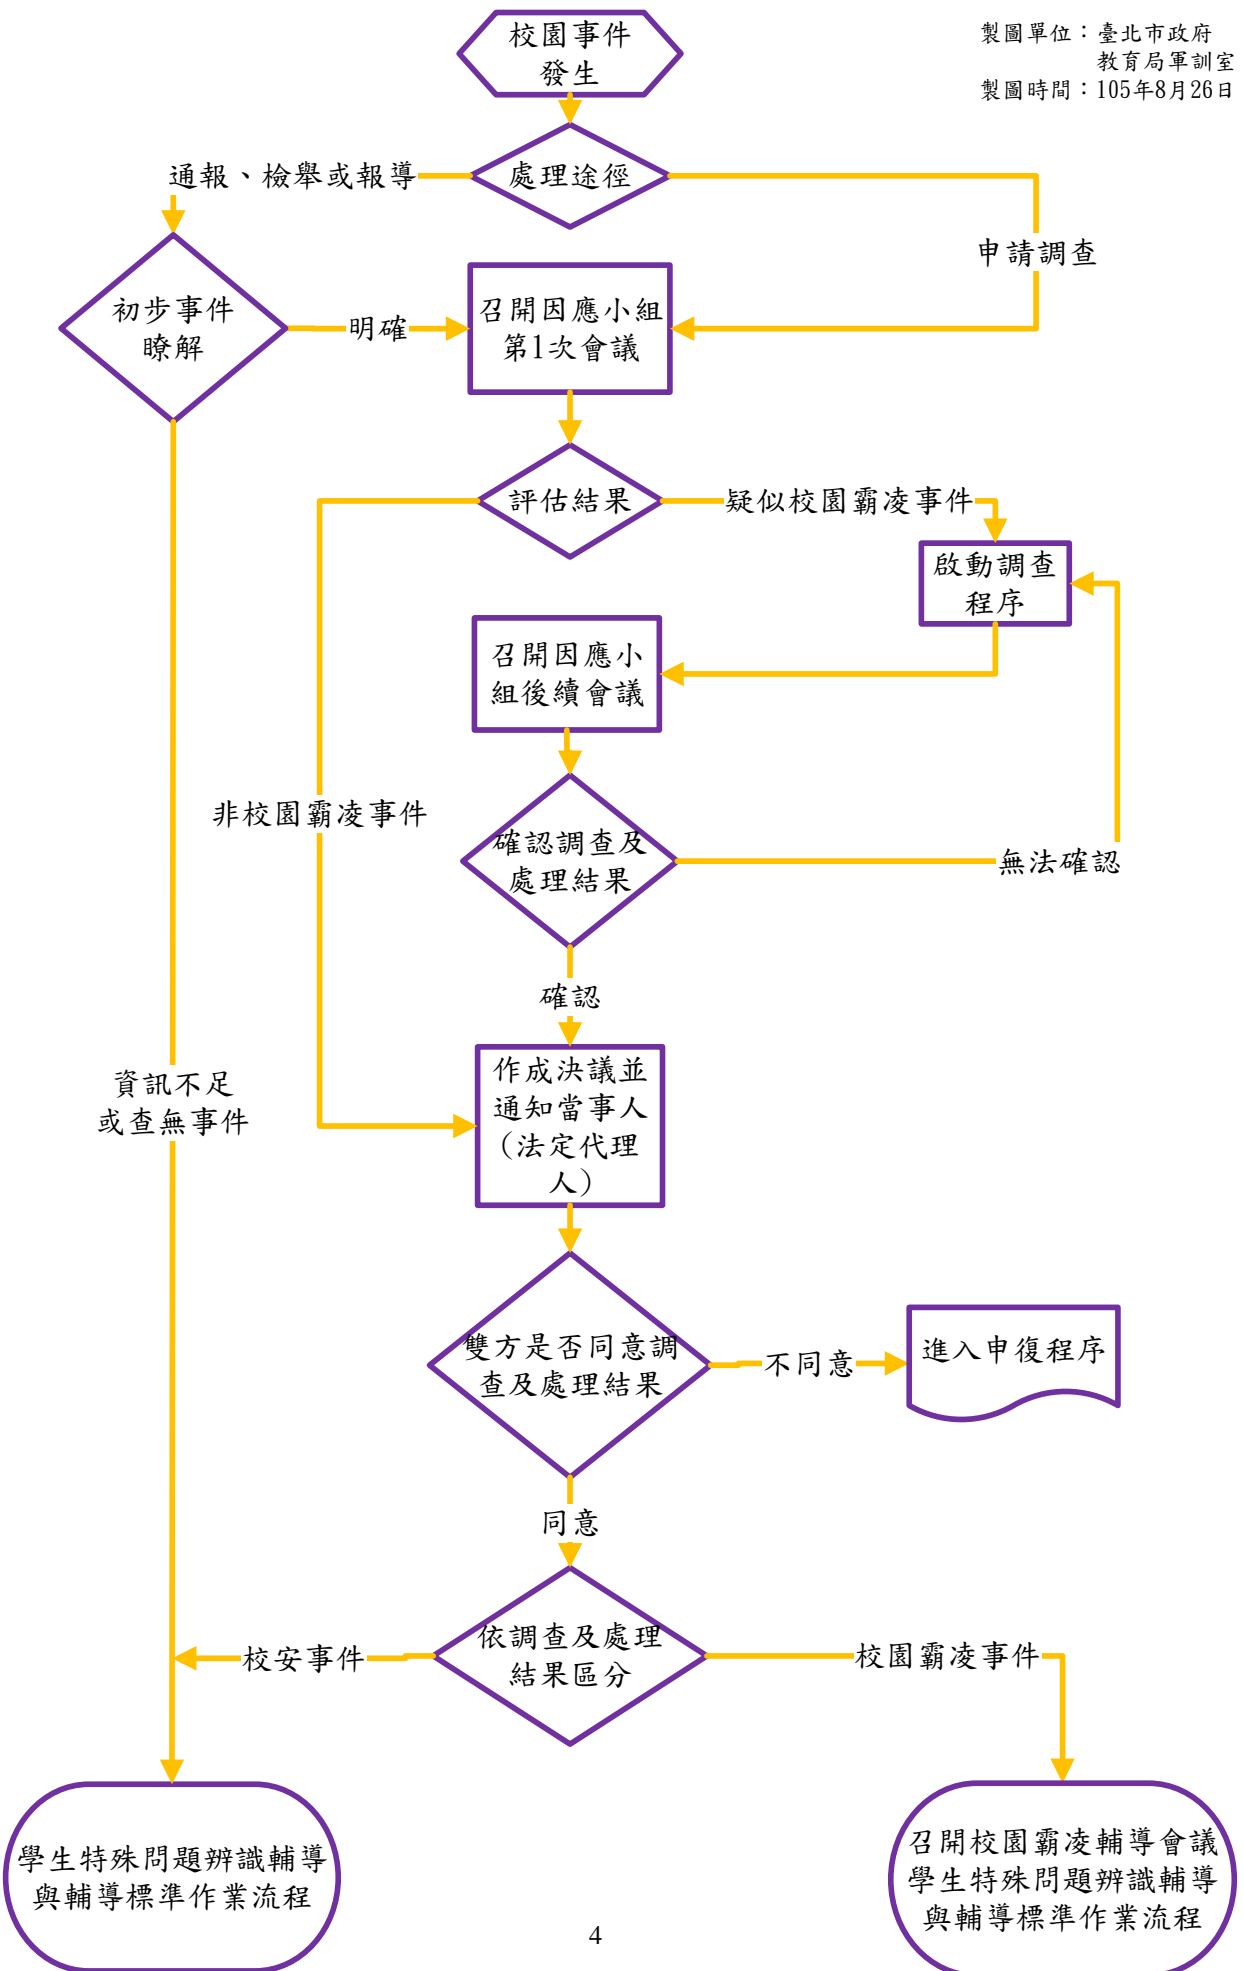 校園事件
發生
製圖單位：臺北市政府
教育局軍訓室
製圖時間：105年8月26日
處理途徑
通報、檢舉或報導
申請調查
初步事件
瞭解
明確
召開因應小組
第1次會議
評估結果
疑似校園霸凌事件
啟動調查
程序
召開因應小
組後續會議
非校園霸凌事件
確認調查及
處理結果
無法確認
確認
資訊不足
或查無事件
作成決議並
通知當事人
(法定代理
人)
雙方是否同意調
查及處理結果
不同意
進入申復程序
同意
依調查及處理
結果區分
校安事件
校園霸凌事件
學生特殊問題辨識輔導
與輔導標準作業流程
召開校園霸凌輔導會議
學生特殊問題辨識輔導
與輔導標準作業流程
4